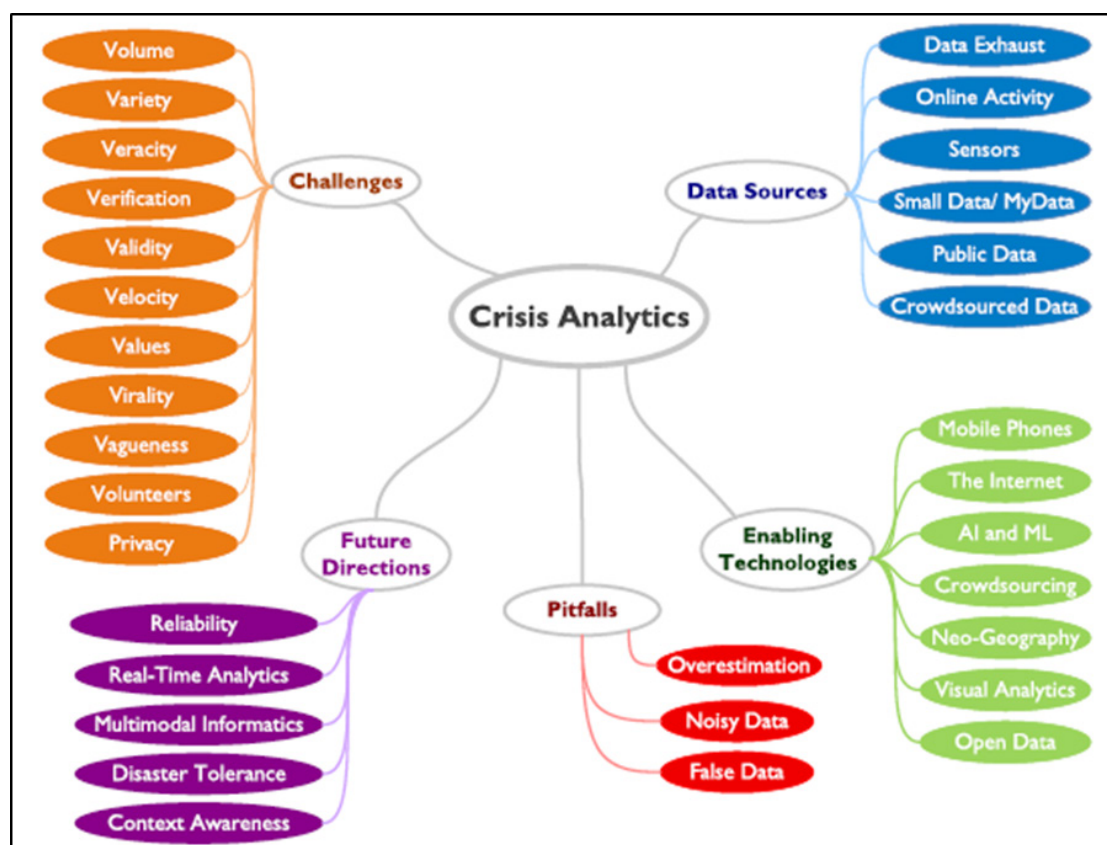 Volume
Variety
Veracity
Verification
Validity
Velocity
Values
Virality
Vagueness
Volunteers
Privacy
Challenges
Data Sources
Data Exhaust
Online Activity
Sensors
Small Data/ MyData
Public Data
Crowdsourced Data
Crisis Analytics
Future
Directions
Reliability
Real-Time Analytics
Multimodal Informatics
Disaster Tolerance
Context Awareness
Pitfalls
Overestimation
Noisy Data
False Data
Enabling
Technologies
Mobile Phones
The Internet
AI and ML
Crowdsourcing
Neo-Geography
Visual Analytics
Open Data